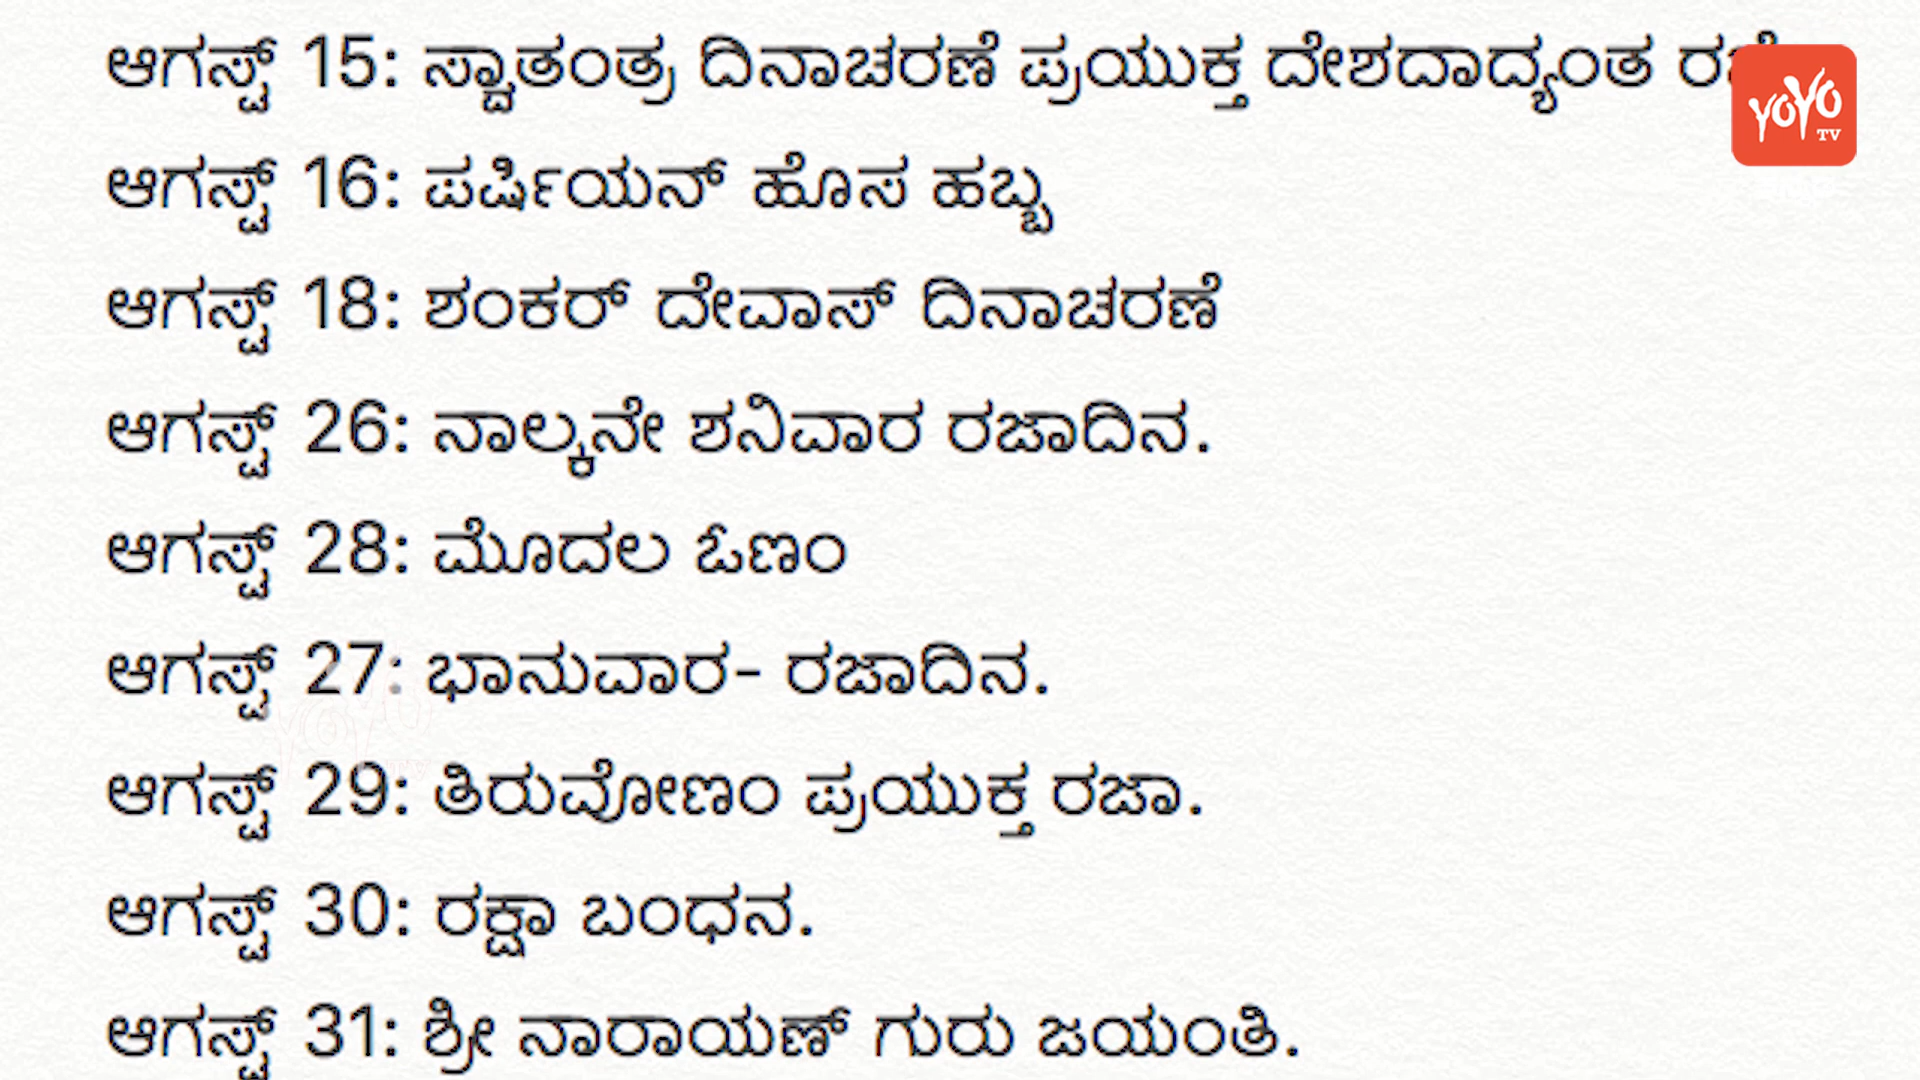 ಆಗಸ್ಟ್ 15: ಸ್ವಾತಂತ್ರ ದಿನಾಚರಣೆ ಪ್ರಯುಕ್ತ ದೇಶದಾದ್ಯಂತ
YOYO
TV
ಆಗಸ್ಟ್ 16: ಪರ್ಷಿಯನ್ ಹೊಸ ಹಬ್ಬ
ಆಗಸ್ಟ್ 18: ಶಂಕರ್ ದೇವಾಸ್ ದಿನಾಚರಣೆ
ಆಗಸ್ಟ್ 26: ನಾಲ್ಕನೇ ಶನಿವಾರ ರಜಾದಿನ.
ಆಗಸ್ಟ್ 28: ಮೊದಲ ಓಣಂ
ಆಗಸ್ಟ್ 27: ಭಾನುವಾರ- ರಜಾದಿನ.
YOYO
TV
ಆಗಸ್ಟ್ 29: ತಿರುವೋಣಂ ಪ್ರಯುಕ್ತ ರಜಾ.
ಆಗಸ್ಟ್ 30: ರಕ್ಷಾ ಬಂಧನ.
ಆಗಸ್ಟ್ 31: ಶ್ರೀ ನಾರಾಯಣ್ ಗುರು ಜಯಂತಿ.